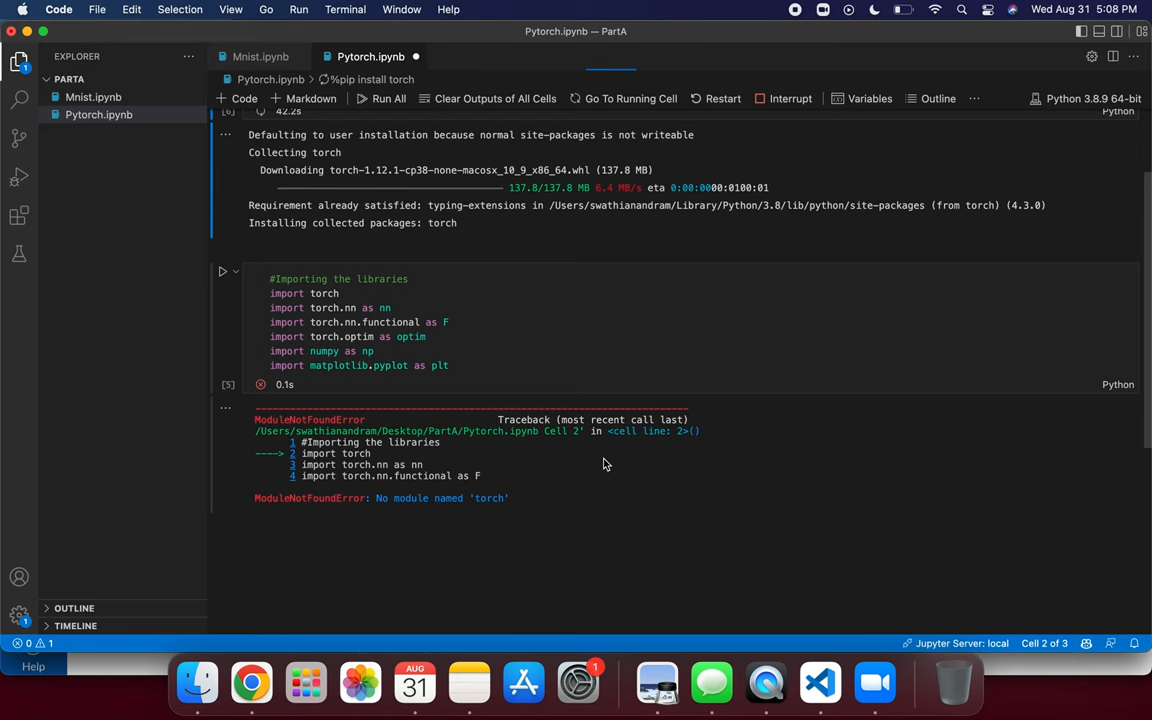 Code File Edit Selection View Go Run Terminal Window Help Wed Aug 31 5:08 PM
Pytorch.ipynb — PartA
EXPLORER
Mnist.ipynb Pytorch.ipynb
PARTA
Pytorch.ipynb > %pip install torch
Mnist.ipynb
Pytorch.ipynb
+ Code + Markdown Run All Clear Outputs of All Cells Go To Running Cell Restart Interrupt Variables Outline ... Python 3.8.9 64-bit
[6] 42.2s Python
Defaulting to user installation because normal site-packages is not writeable
Collecting torch
Downloading torch-1.12.1-cp38-none-macosx_10_9_x86_64.whl (137.8 MB)
137.8/137.8 MB 6.4 MB/s eta 0:00:0000:0100:01
Requirement already satisfied: typing-extensions in /Users/swathianandram/Library/Python/3.8/lib/python/site-packages (from torch) (4.3.0)
Installing collected packages: torch
#Importing the libraries
import torch
import torch.nn as nn
import torch.nn.functional as F
import torch.optim as optim
import numpy as np
import matplotlib.pyplot as plt
[5] 0.1s Python
ModuleNotFoundError Traceback (most recent call last)
/Users/swathianandram/Desktop/PartA/Pytorch.ipynb Cell 2' in <cell line: 2>()
1 #Importing the libraries
----> 2 import torch
3 import torch.nn as nn
4 import torch.nn.functional as F
ModuleNotFoundError: No module named 'torch'
OUTLINE
TIMELINE
0 1 Jupyter Server: local Cell 2 of 3
Help
AUG
31
1
1
1